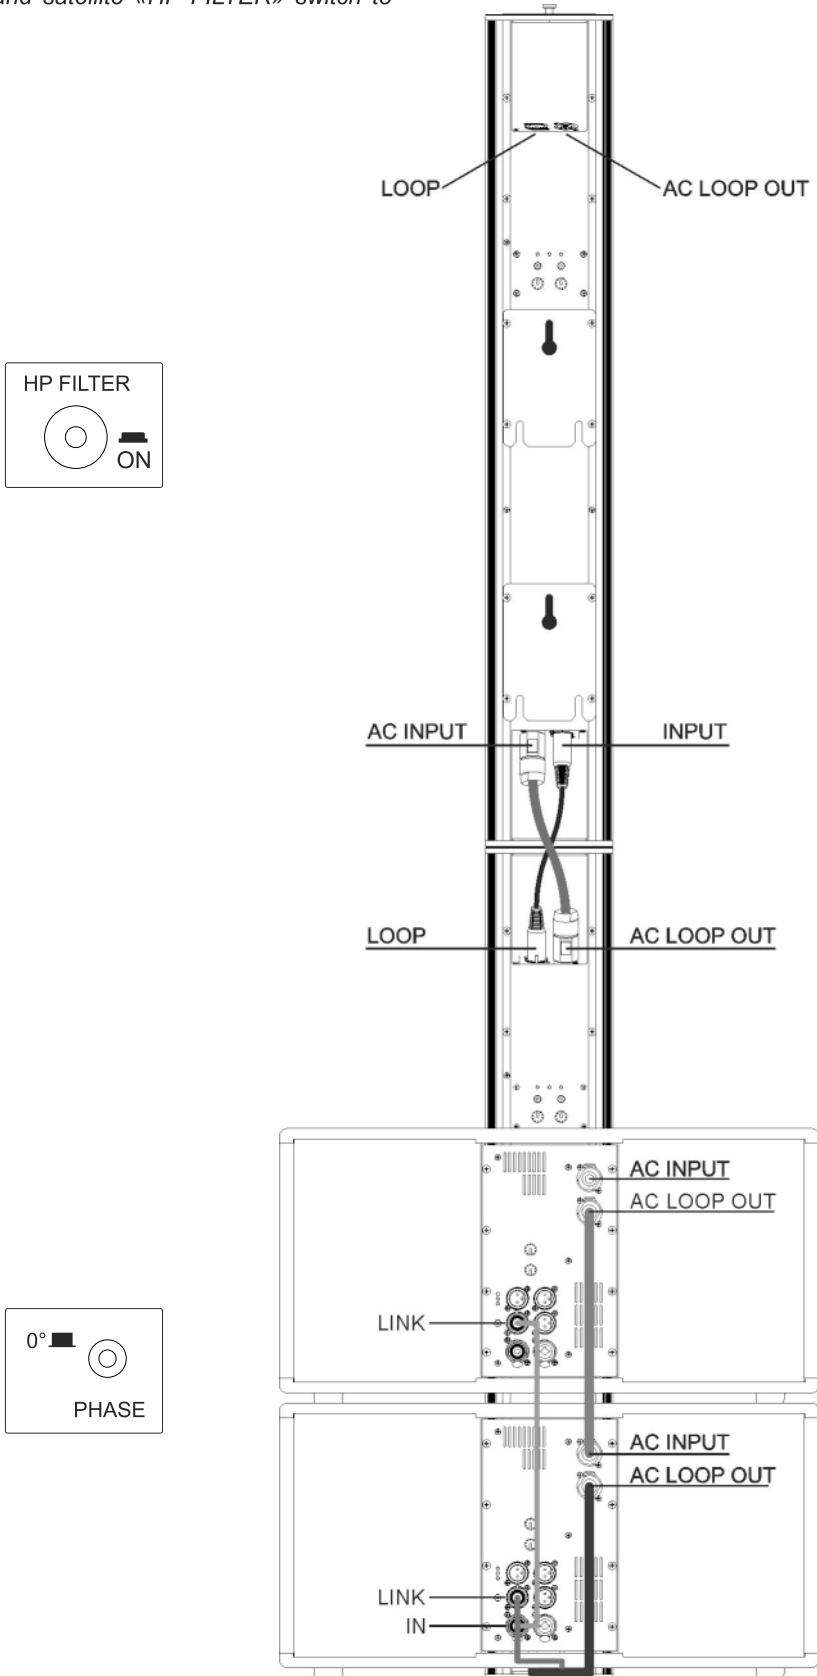 and satellite «HP FILTER» switch to
LOOP
AC LOOP OUT
HP FILTER
ON
AC INPUT
INPUT
LOOP
AC LOOP OUT
AC INPUT
AC LOOP OUT
LINK
0°
PHASE
AC INPUT
AC LOOP OUT
LINK
IN